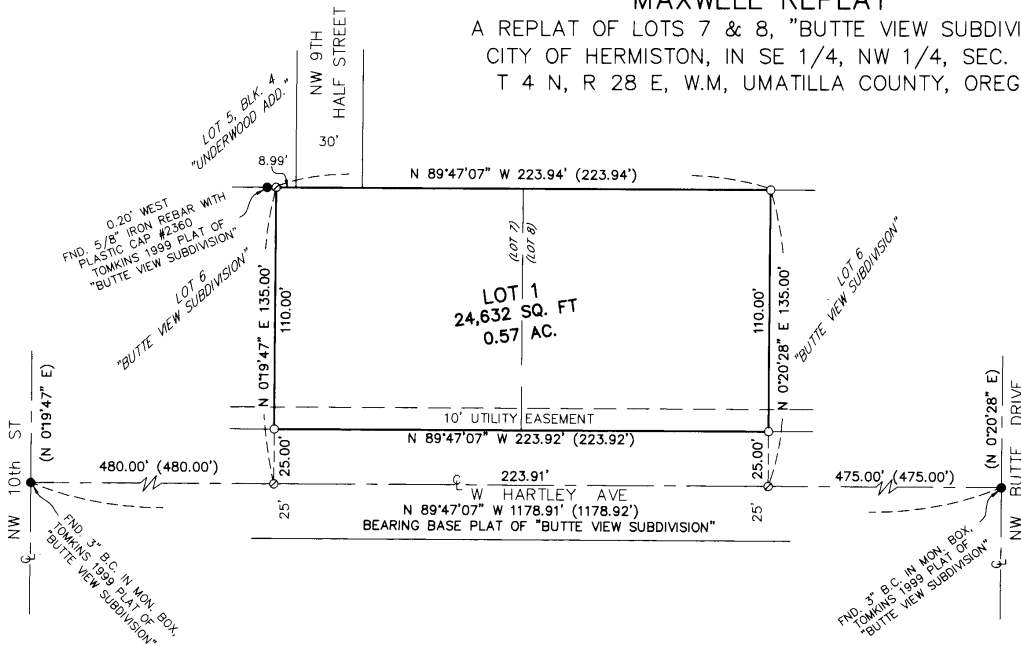 MAXWELL REPLAT
A REPLAT OF LOTS 7 & 8, "BUTTE VIEW SUBDIVI
CITY OF HERMISTON, IN SE 1/4, NW 1/4, SEC.
T 4 N, R 28 E, W.M, UMATILLA COUNTY, OREG
NW 9TH
HALF STREET
30'
LOT 5, BLK. 4
"UNDERWOOD ADD."
8.99'
N 89°47'07" W 223.94' (223.94')
0.20' WEST
FND. 5/8" IRON REBAR WITH
PLASTIC CAP #2360
TOMKINS 1999 PLAT OF
"BUTTE VIEW SUBDIVISION"
LOT 6
"BUTTE VIEW SUBDIVISION"
N 0°19'47" E 135.00'
110.00'
(LOT 7)
(LOT 8)
LOT 1
24,632 SQ. FT
0.57 AC.
110.00'
N 0°20'28" E 135.00'
LOT 6
"BUTTE VIEW SUBDIVISION"
10' UTILITY EASEMENT
N 89°47'07" W 223.92' (223.92')
NW 10th ST
(N 0°19'47" E)
480.00' (480.00')
25.00'
223.91'
25.00'
475.00' (475.00')
(N 0°20'28" E)
NW BUTTE DRIVE
W HARTLEY AVE
N 89°47'07" W 1178.91' (1178.92')
BEARING BASE PLAT OF "BUTTE VIEW SUBDIVISION"
25'
25'
FND. 3" B.C. IN MON. BOX,
TOMKINS 1999 PLAT OF
"BUTTE VIEW SUBDIVISION"
FND. 3" B.C. IN MON. BOX,
TOMKINS 1999 PLAT OF
"BUTTE VIEW SUBDIVISION"